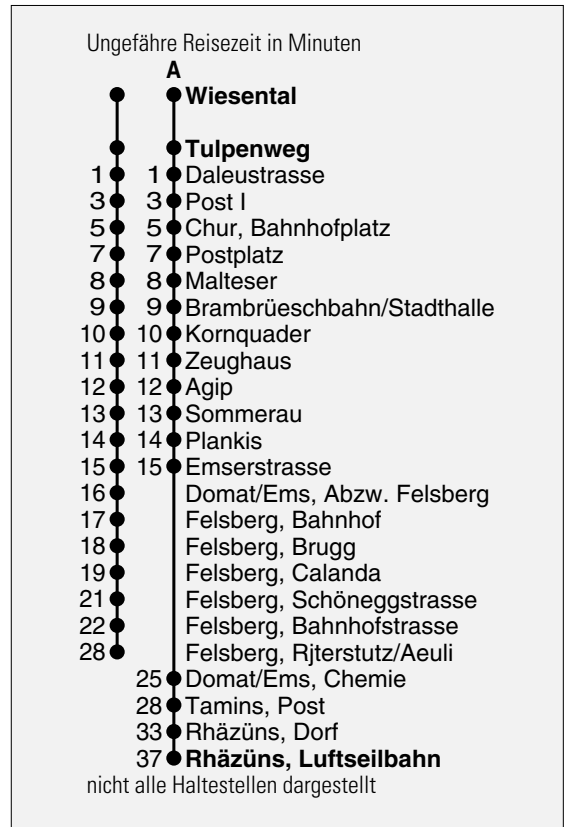 Ungefähre Reisezeit in Minuten
A
Wiesental
Tulpenweg
1 1 Daleustrasse
3 3 Post I
5 5 Chur, Bahnhofplatz
7 7 Postplatz
8 8 Malteser
9 9 Brambrüeschbahn/Stadthalle
10 10 Kornquader
11 11 Zeughaus
12 12 Agip
13 13 Sommerau
14 14 Plankis
15 15 Emserstrasse
16 Domat/Ems, Abzw. Felsberg
17 Felsberg, Bahnhof
18 Felsberg, Brugg
19 Felsberg, Calanda
21 Felsberg, Schöneggstrasse
22 Felsberg, Bahnhofstrasse
28 Felsberg, Rjterstutz/Aeuli
25 Domat/Ems, Chemie
28 Tamins, Post
33 Rhäzüns, Dorf
37 Rhäzüns, Luftseilbahn
nicht alle Haltestellen dargestellt